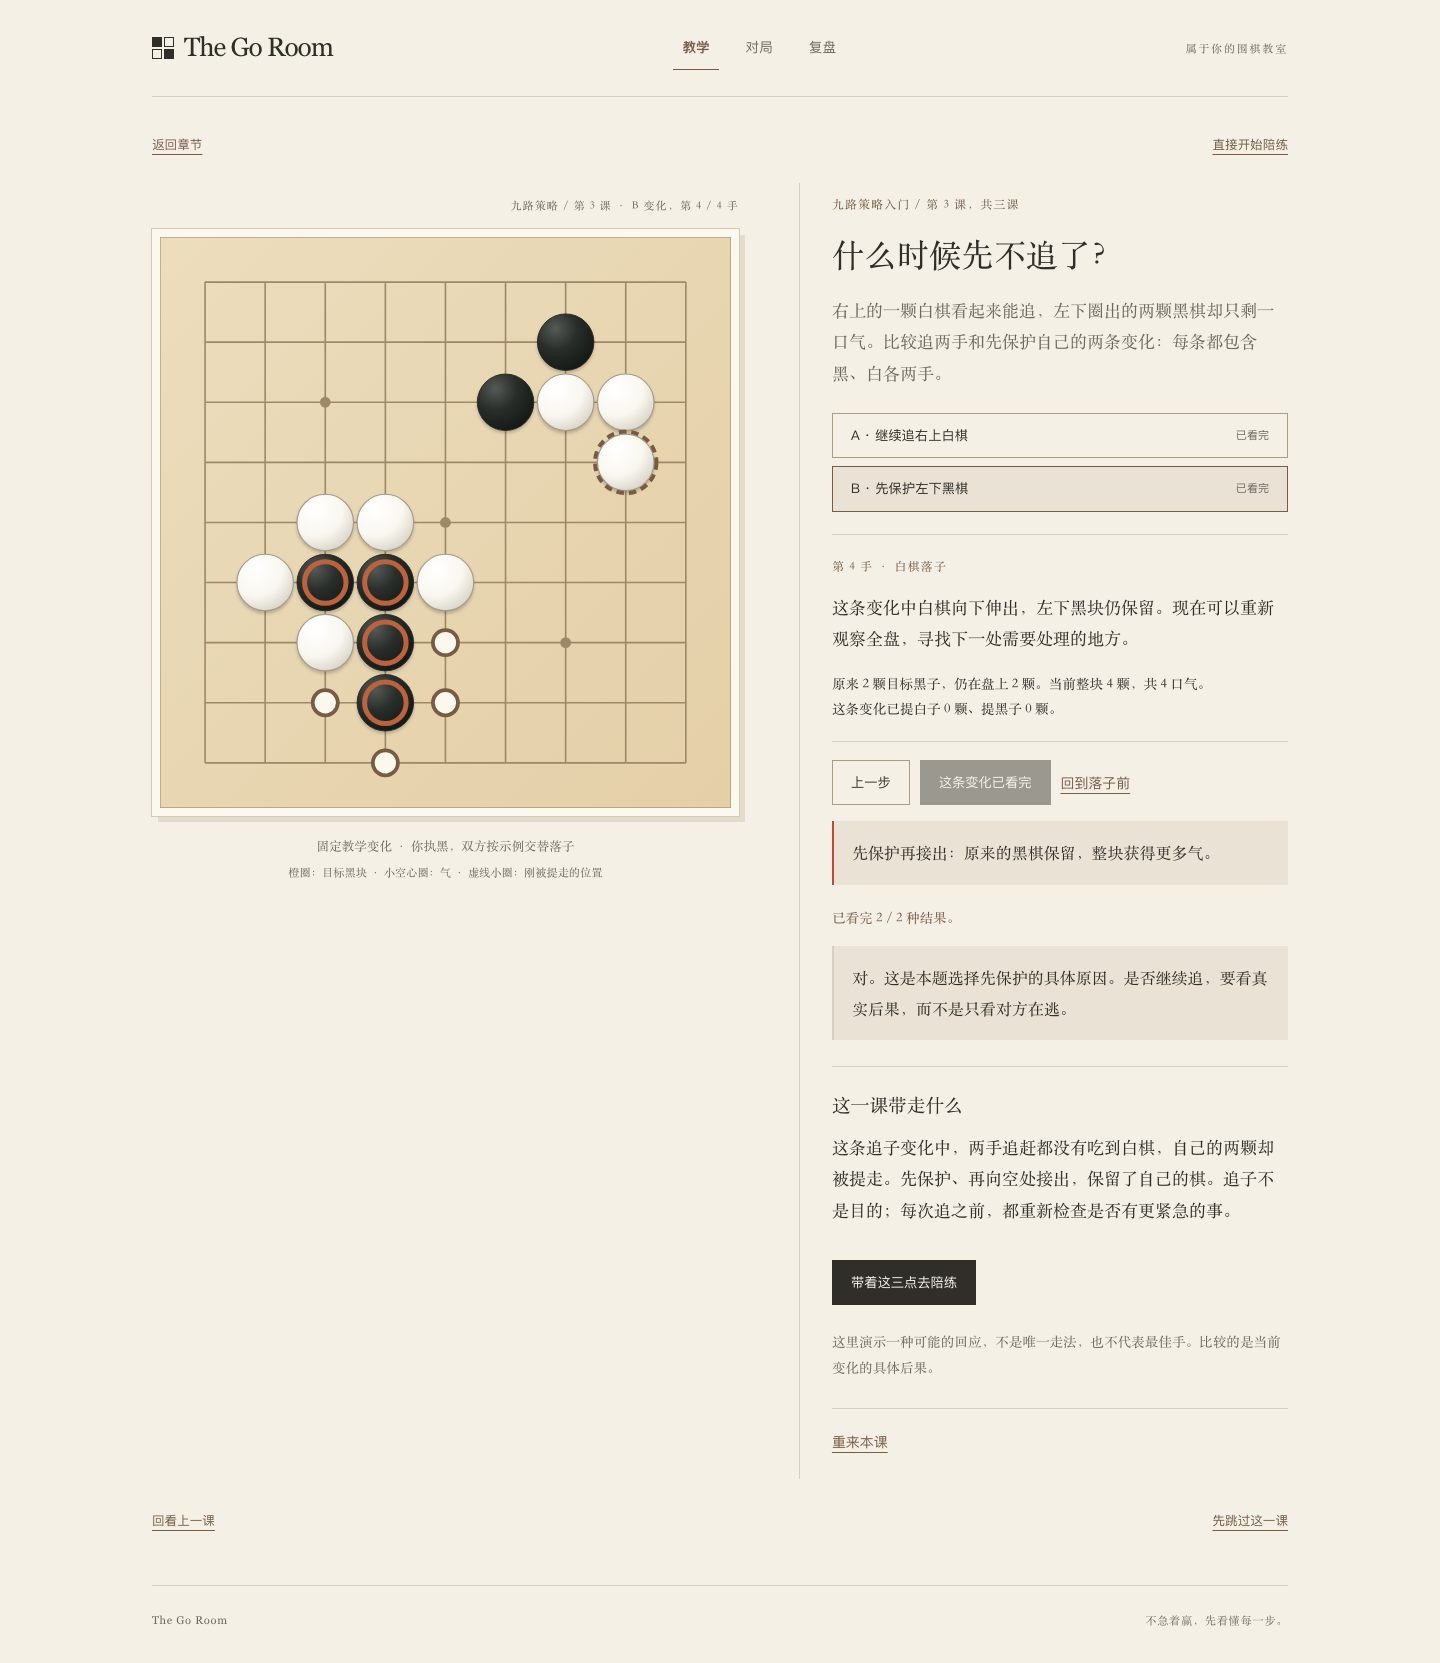 The Go Room
教学
对局
复盘
属于你的围棋教室
返回章节
直接开始陪练
九路策略 / 第 3 课 · B 变化，第 4 / 4 手
固定教学变化 · 你执黑，双方按示例交替落子
橙圈：目标黑块 · 小空心圈：气 · 虚线小圈：刚被提走的位置
九路策略入门 / 第 3 课，共三课
什么时候先不追了？
右上的一颗白棋看起来能追，左下圈出的两颗黑棋却只剩一
口气。比较追两手和先保护自己的两条变化：每条都包含
黑、白各两手。
A · 继续追右上白棋
已看完
B · 先保护左下黑棋
已看完
第 4 手 · 白棋落子
这条变化中白棋向下伸出，左下黑块仍保留。现在可以重新
观察全盘，寻找下一处需要处理的地方。
原来 2 颗目标黑子，仍在盘上 2 颗。当前整块 4 颗，共 4 口气。
这条变化已提白子 0 颗、提黑子 0 颗。
上一步
这条变化已看完
回到落子前
先保护再接出：原来的黑棋保留，整块获得更多气。
已看完 2 / 2 种结果。
对。这是本题选择先保护的具体原因。是否继续追，要看真
实后果，而不是只看对方在逃。
这一课带走什么
这条追子变化中，两手追赶都没有吃到白棋，自己的两颗却
被提走。先保护、再向空处接出，保留了自己的棋。追子不
是目的；每次追之前，都重新检查是否有更紧急的事。
带着这三点去陪练
这里演示一种可能的回应，不是唯一走法，也不代表最佳手。比较的是当前
变化的具体后果。
重来本课
回看上一课
先跳过这一课
The Go Room
不急着赢，先看懂每一步。